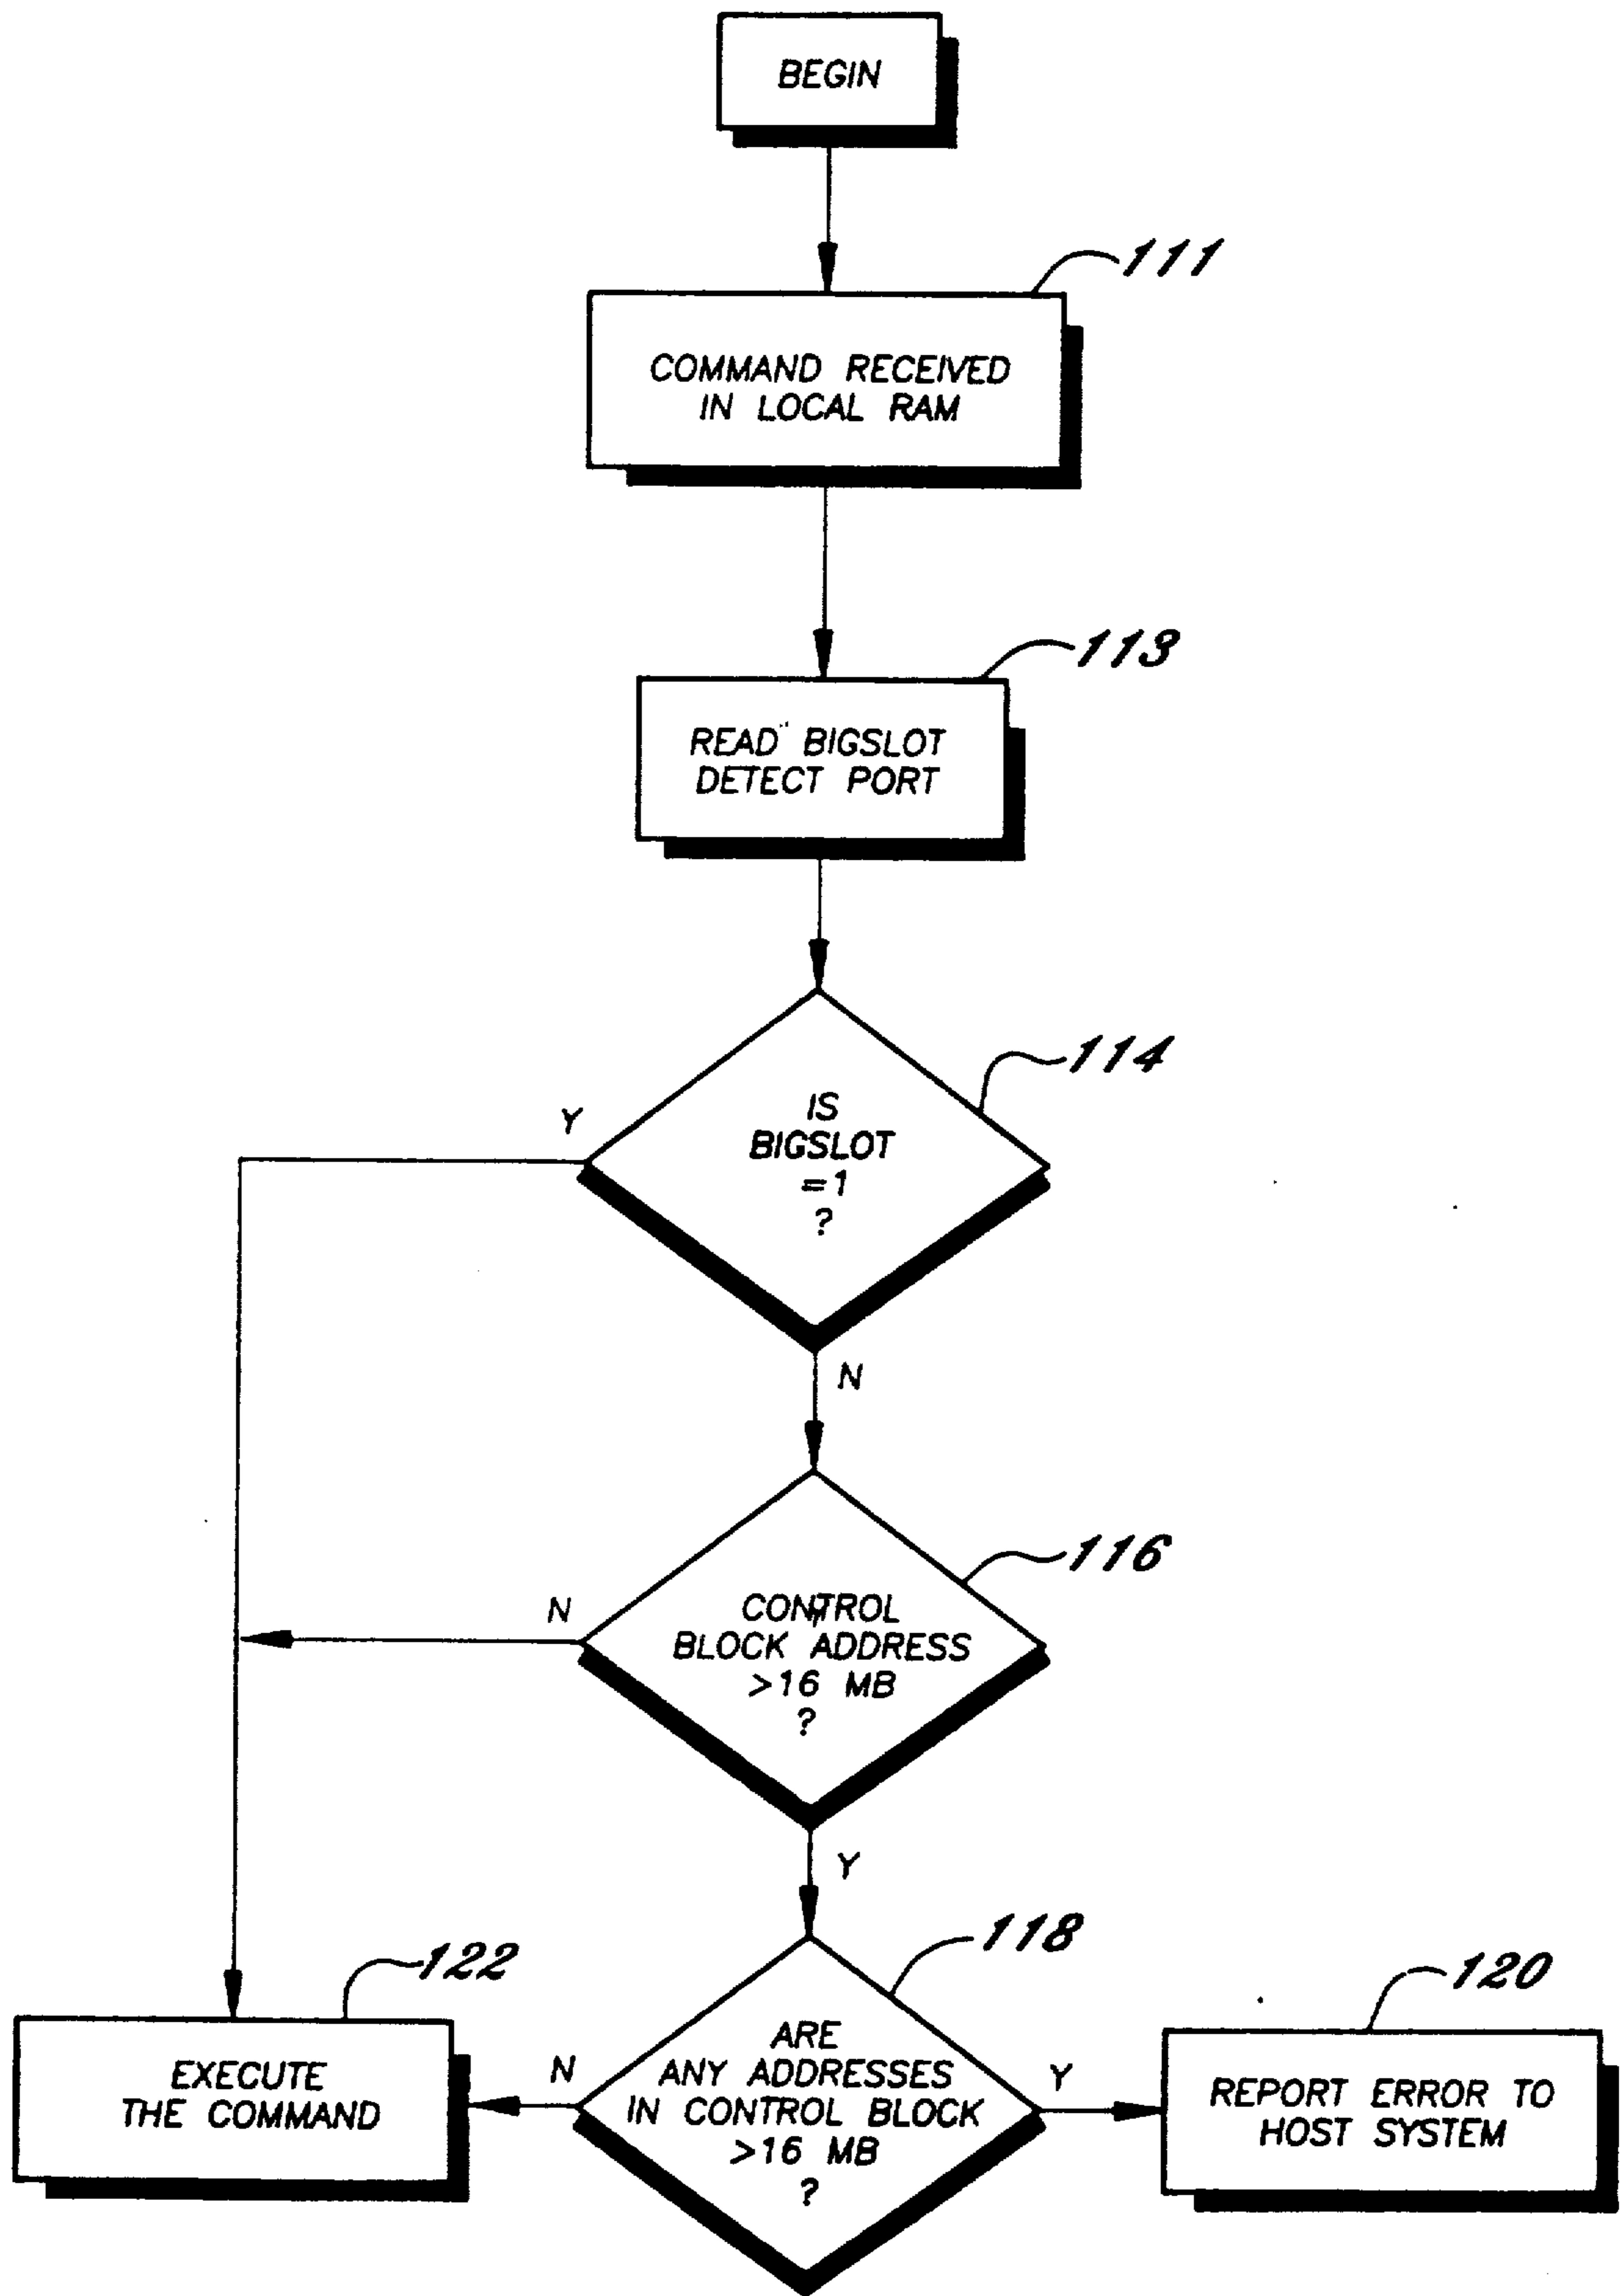 BEGIN
111
COMMAND RECEIVED
IN LOCAL RAM
113
READ BIGSLOT
DETECT PORT
114
IS
BIGSLOT
=1
?
Y
N
116
CONTROL
BLOCK ADDRESS
>16 MB
?
N
Y
118
ARE
ANY ADDRESSES
IN CONTROL BLOCK
>16 MB
?
N
Y
122
EXECUTE
THE COMMAND
120
REPORT ERROR TO
HOST SYSTEM